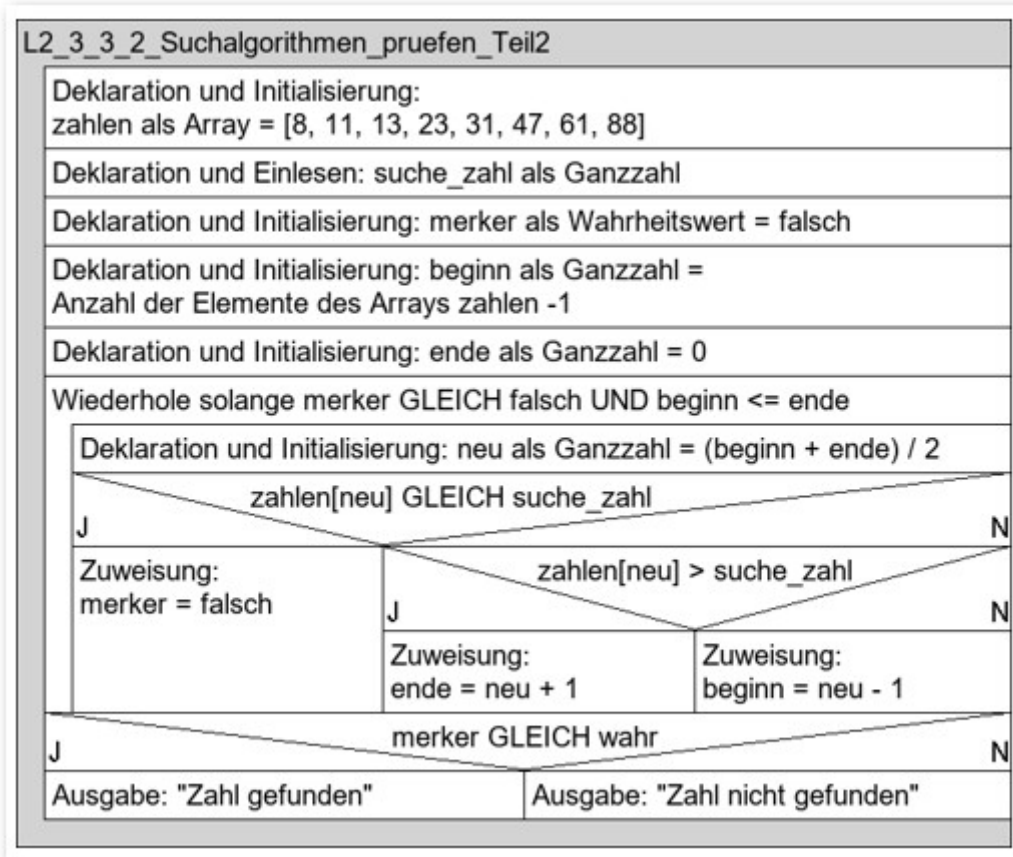 L2_3_3_2_Suchalgorithmen_pruefen_Teil2
Deklaration und Initialisierung:
zahlen als Array = [8, 11, 13, 23, 31, 47, 61, 88]
Deklaration und Einlesen: suche_zahl als Ganzzahl
Deklaration und Initialisierung: merker als Wahrheitswert = falsch
Deklaration und Initialisierung: beginn als Ganzzahl =
Anzahl der Elemente des Arrays zahlen -1
Deklaration und Initialisierung: ende als Ganzzahl = 0
Wiederhole solange merker GLEICH falsch UND beginn <= ende
Deklaration und Initialisierung: neu als Ganzzahl = (beginn + ende) / 2
zahlen[neu] GLEICH suche_zahl
J
N
Zuweisung:
merker = falsch
zahlen[neu] > suche_zahl
J
N
Zuweisung:
ende = neu + 1
Zuweisung:
beginn = neu - 1
merker GLEICH wahr
J
N
Ausgabe: "Zahl gefunden"
Ausgabe: "Zahl nicht gefunden"